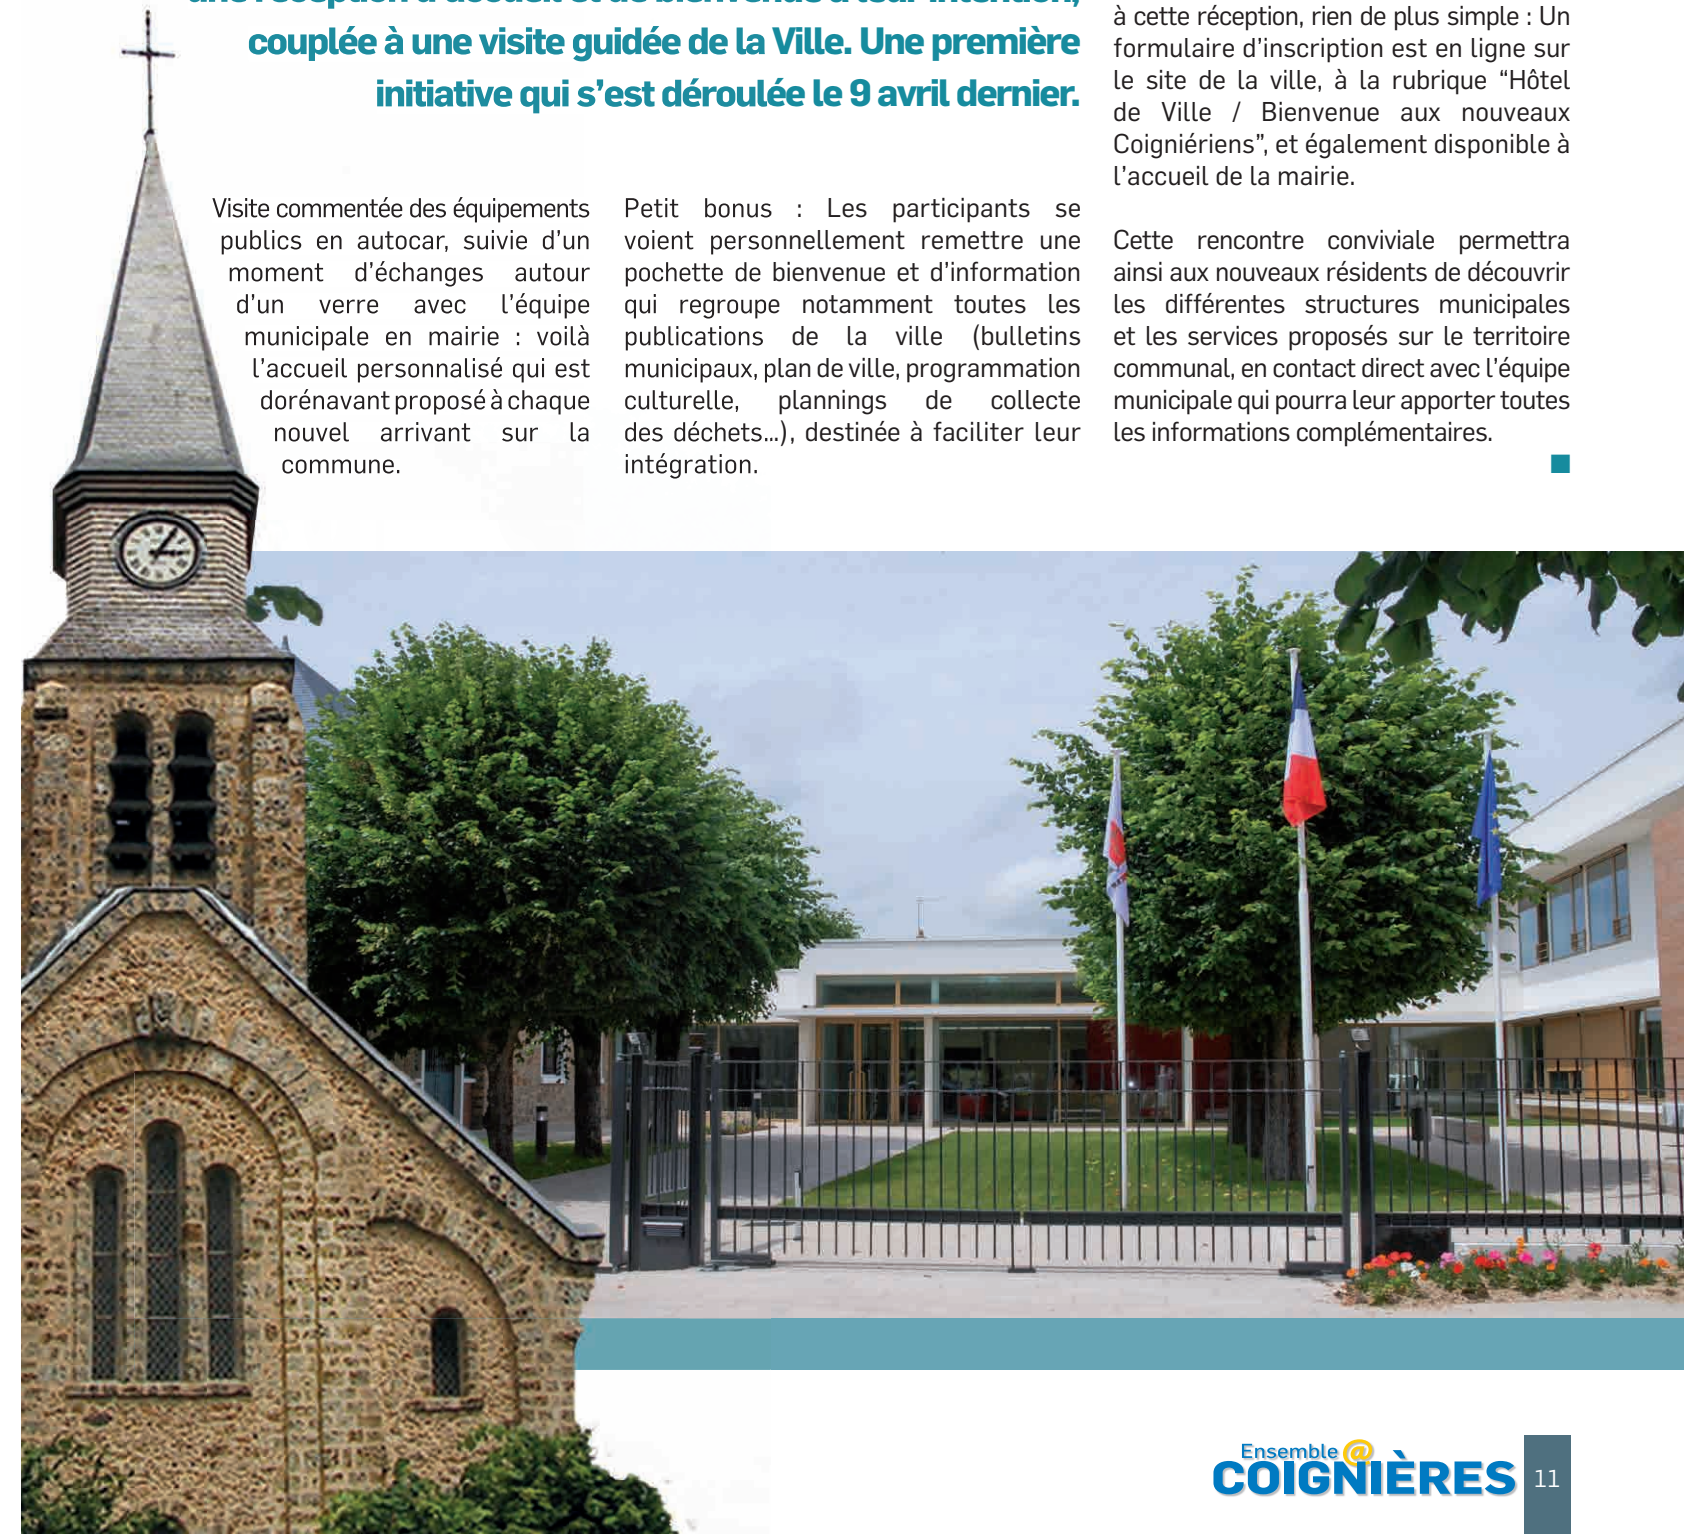 une réception d'accueil et de bienvenue à leur intention,
couplée à une visite guidée de la Ville. Une première
initiative qui s'est déroulée le 9 avril dernier.
Visite commentée des équipements
publics en autocar, suivie d'un
moment d'échanges autour
d'un verre avec l'équipe
municipale en mairie : voilà
l'accueil personnalisé qui est
dorénavant proposé à chaque
nouvel arrivant sur la
commune.
Petit bonus : Les participants se
voient personnellement remettre une
pochette de bienvenue et d'information
qui regroupe notamment toutes les
publications de la ville (bulletins
municipaux, plan de ville, programmation
culturelle, plannings de collecte
des déchets...), destinée à faciliter leur
intégration.
à cette réception, rien de plus simple : Un
formulaire d'inscription est en ligne sur
le site de la ville, à la rubrique “Hôtel
de Ville / Bienvenue aux nouveaux
Coigniériens”, et également disponible à
l'accueil de la mairie.
Cette rencontre conviviale permettra
ainsi aux nouveaux résidents de découvrir
les différentes structures municipales
et les services proposés sur le territoire
communal, en contact direct avec l'équipe
municipale qui pourra leur apporter toutes
les informations complémentaires.
Ensemble @
COIGNIÈRES
11